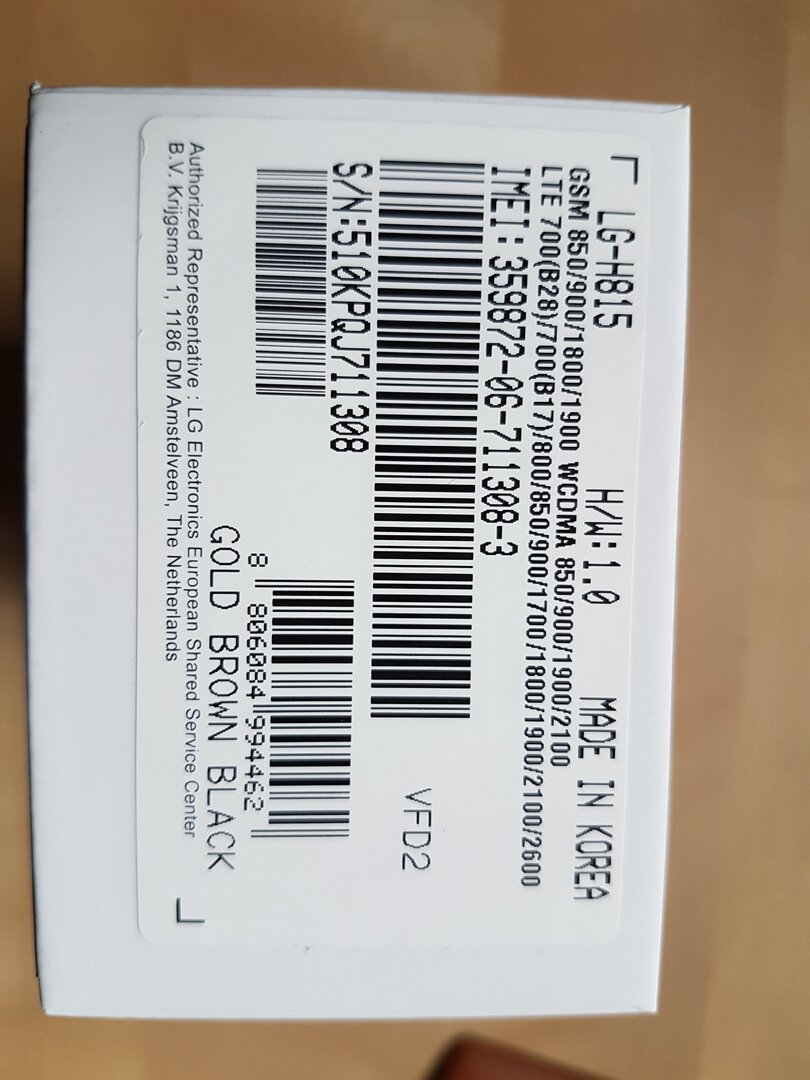 LG-H815 H/W:1.0 MADE IN KOREA
GSM 850/900/1800/1900 WCDMA 850/900/1900/2100
LTE 700(B28)/700(B17)/800/850/900/1700/1800/1900/2100/2600
IMEI:359872-06-711308-3
VFD2
S/N:510KPQJ711308
8 806084 994462
GOLD BROWN BLACK
Authorized Representative : LG Electronics European Shared Service Center
B.V. Krijgsman 1, 1186 DM Amstelveen, The Netherlands